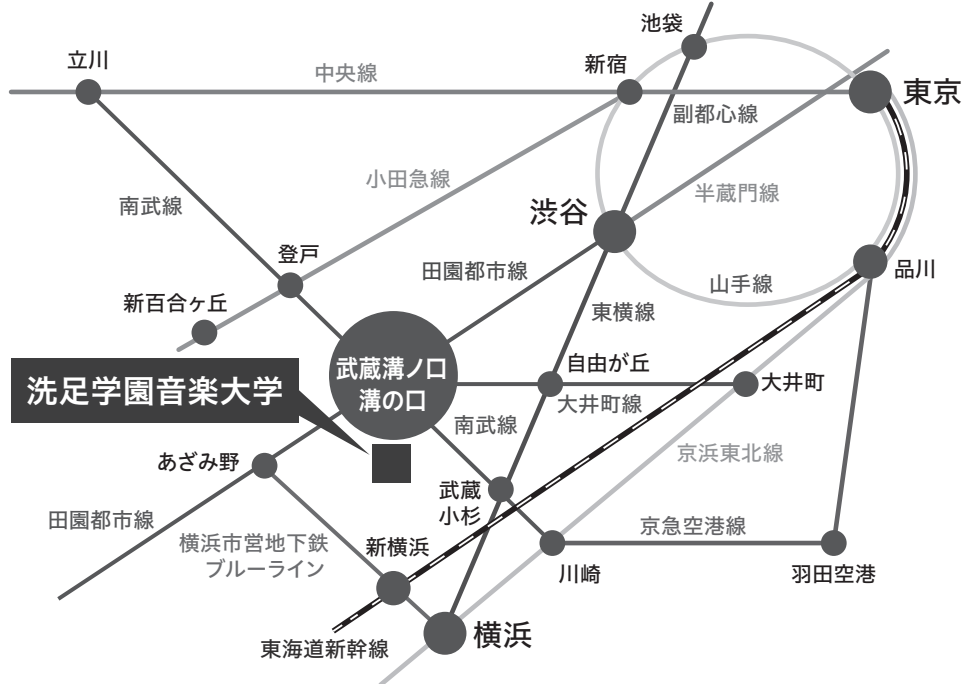 池袋
立川
新宿
中央線
東京
副都心線
小田急線
半蔵門線
南武線
渋谷
登戸
田園都市線
品川
山手線
新百合ヶ丘
東横線
武蔵溝ノ口
溝の口
自由が丘
大井町
洗足学園音楽大学
大井町線
南武線
京浜東北線
あざみ野
武蔵
小杉
田園都市線
京急空港線
横浜市営地下鉄
ブルーライン
新横浜
川崎
羽田空港
東海道新幹線
横浜